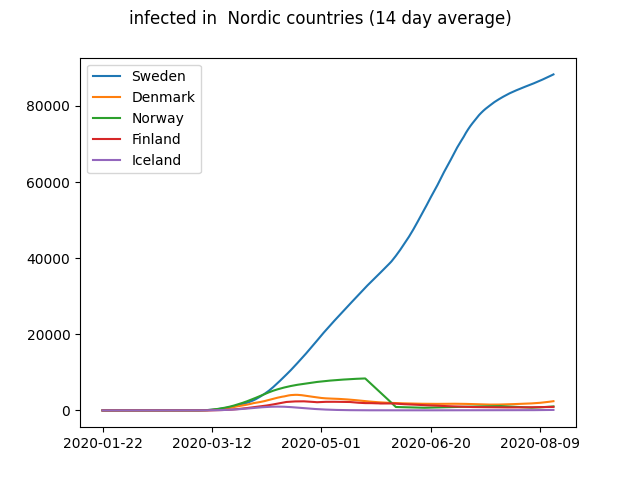 infected in  Nordic countries (14 day average)
Sweden
Denmark
Norway
Finland
Iceland
80000
60000
40000
20000
0
2020-01-22 2020-03-12 2020-05-01 2020-06-20 2020-08-09